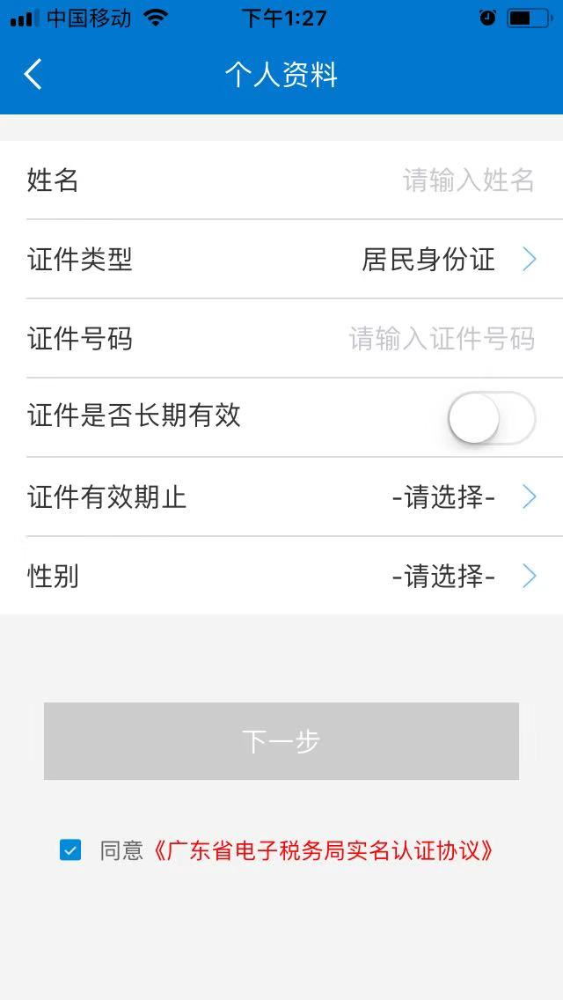 中国移动 下午1:27
个人资料
姓名 请输入姓名
证件类型 居民身份证
证件号码 请输入证件号码
证件是否长期有效
证件有效期止 -请选择-
性别 -请选择-
下一步
同意《广东省电子税务局实名认证协议》